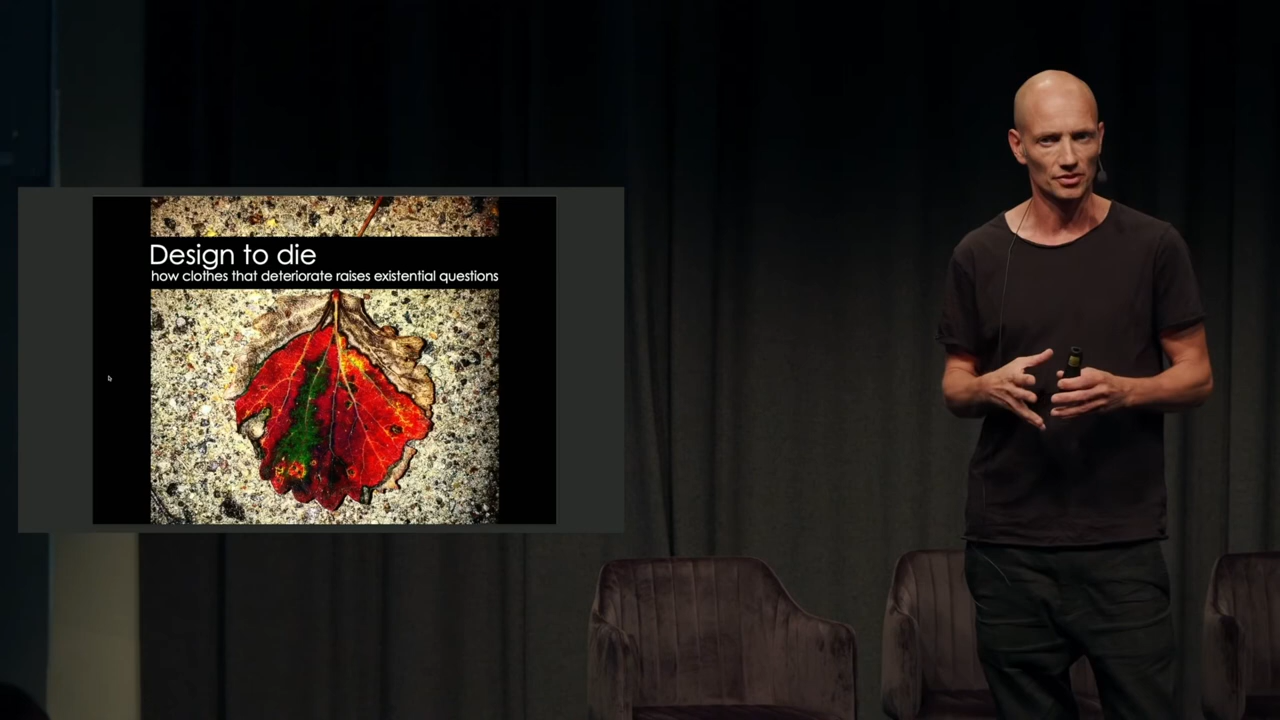 Design to die
how clothes that deteriorate raises existential questions